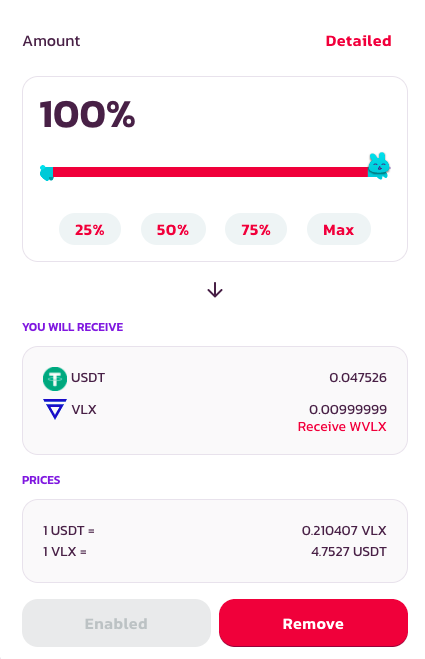 Amount Detailed
100%
25% 50% 75% Max
YOU WILL RECEIVE
USDT 0.047526
VLX 0.00999999
Receive WVLX
PRICES
1 USDT = 0.210407 VLX
1 VLX = 4.7527 USDT
Enabled Remove